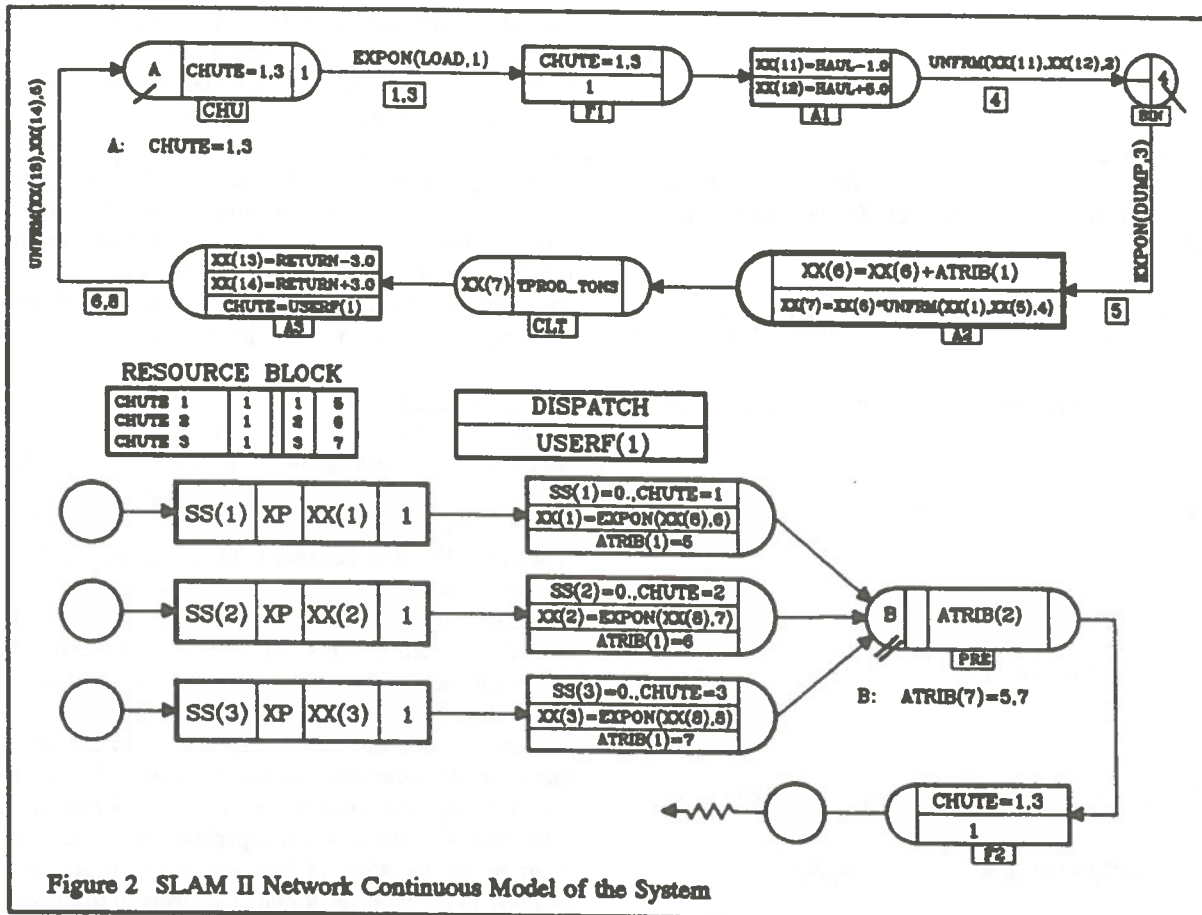 A
CHUTE=1,3
1
CHU
A: CHUTE=1,3
EXPON(LOAD,1)
1,3
CHUTE=1,3
1
F1
XX(11)=HAUL-1.0
XX(12)=HAUL+5.0
A1
UNFRM(XX(11),XX(12),2)
4
4
BIN
EXPON(DUMP,3)
5
XX(6)=XX(6)+ATRIB(1)
XX(7)=XX(6)*UNFRM(XX(1),XX(5),4)
A2
XX(7)
TPROD_TONS
CLT
XX(13)=RETURN-3.0
XX(14)=RETURN+3.0
CHUTE=USERF(1)
A3
6,8
UNFRM(XX(13),XX(14),5)
RESOURCE BLOCK
CHUTE 1 1 1 5
CHUTE 2 1 2 6
CHUTE 3 1 3 7
DISPATCH
USERF(1)
SS(1) XP XX(1) 1
SS(1)=0.,CHUTE=1
XX(1)=EXPON(XX(8),6)
ATRIB(1)=5
SS(2) XP XX(2) 1
SS(2)=0.,CHUTE=2
XX(2)=EXPON(XX(8),7)
ATRIB(1)=6
SS(3) XP XX(3) 1
SS(3)=0.,CHUTE=3
XX(3)=EXPON(XX(8),8)
ATRIB(1)=7
B
ATRIB(2)
PRE
B: ATRIB(7)=5,7
CHUTE=1,3
1
F2
Figure 2 SLAM II Network Continuous Model of the System